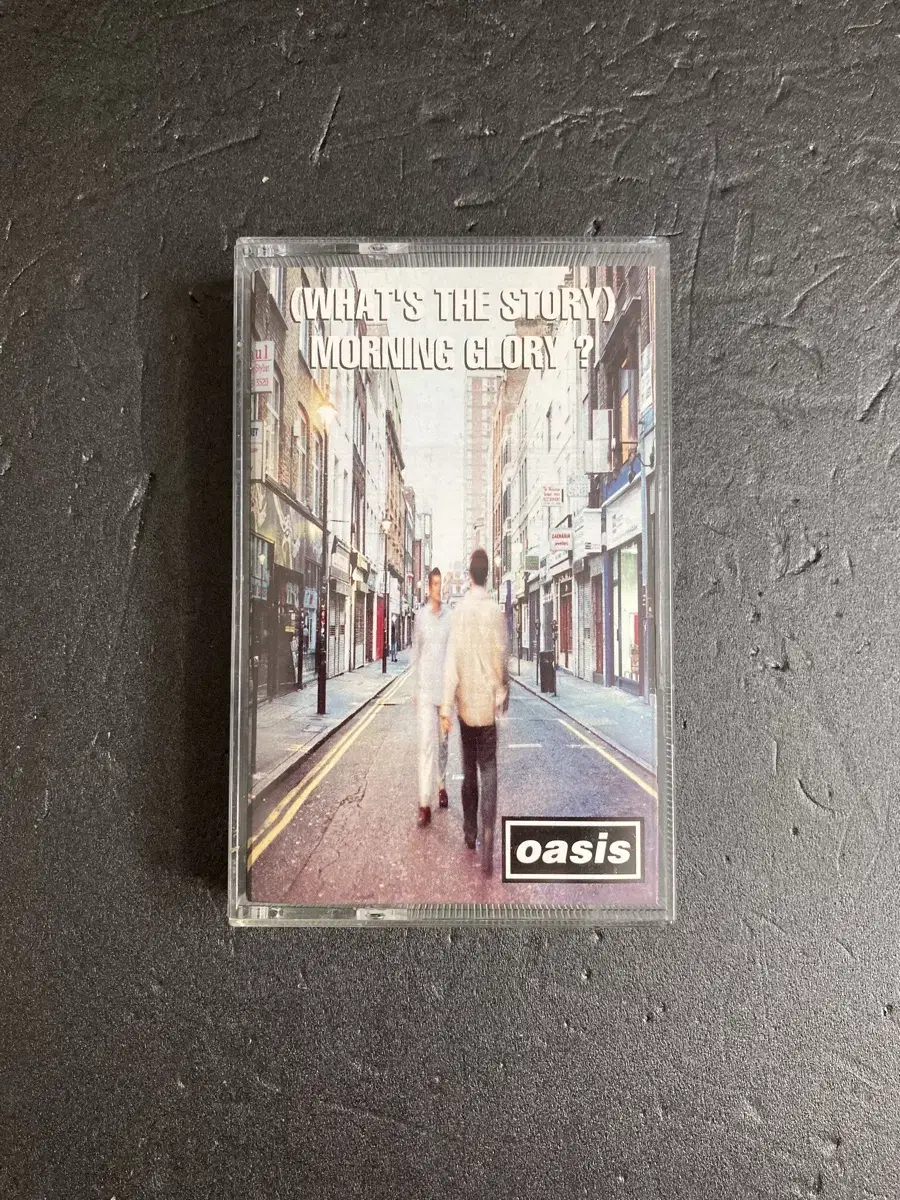 (WHAT'S THE STORY)
MORNING GLORY ?
oasis